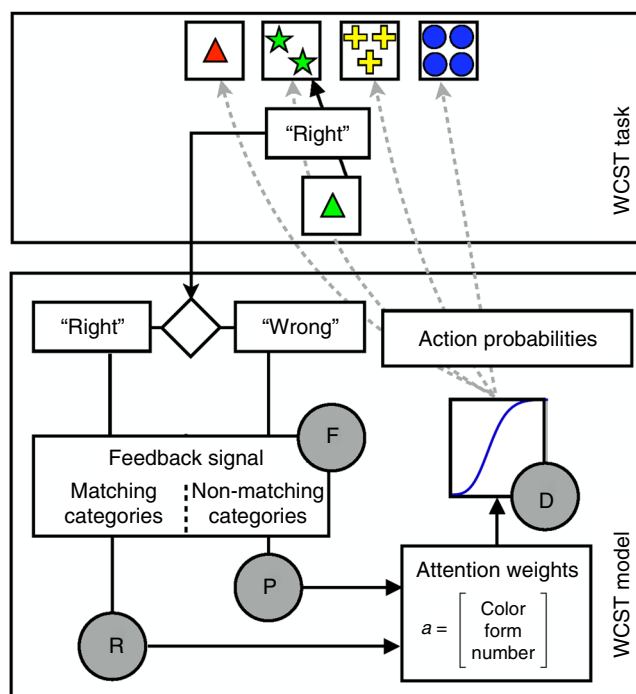 “Right”
WCST task
“Right”
“Wrong”
Action probabilities
F
Feedback signal
Matching
categories
Non-matching
categories
D
P
Attention weights
a =
Color
form
number
R
WCST model